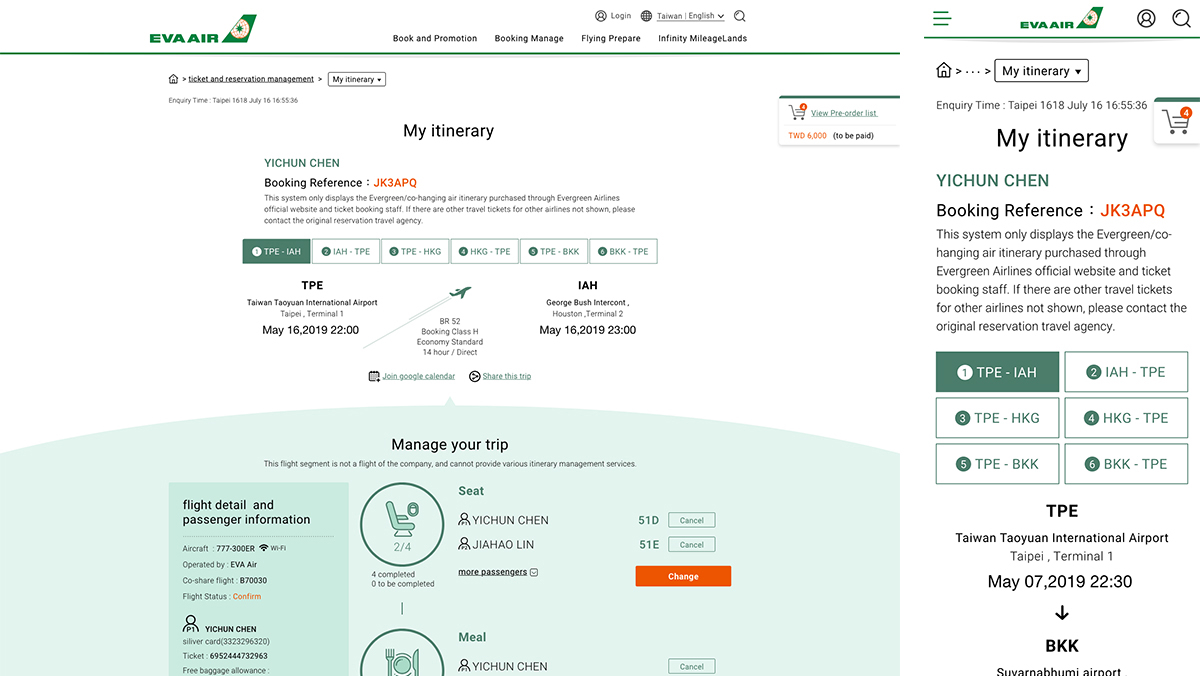 EVA AIR
Login
Taiwan | English
Book and Promotion
Booking Manage
Flying Prepare
Infinity MileageLands
> ticket and reservation management >
My itinerary ▾
Enquiry Time : Taipei 1618 July 16 16:55:36
4
View Pre-order list
TWD 6,000 (to be paid)
My itinerary
YICHUN CHEN
Booking Reference : JK3APQ
This system only displays the Evergreen/co-hanging air itinerary purchased through Evergreen Airlines
official website and ticket booking staff. If there are other travel tickets for other airlines not shown, please
contact the original reservation travel agency.
1 TPE - IAH
2 IAH - TPE
3 TPE - HKG
4 HKG - TPE
5 TPE - BKK
6 BKK - TPE
TPE
Taiwan Taoyuan International Airport
Taipei , Terminal 1
May 16,2019 22:00
BR 52
Booking Class H
Economy Standard
14 hour / Direct
IAH
George Bush Intercont ,
Houston ,Terminal 2
May 16,2019 23:00
Join google calendar
Share this trip
Manage your trip
This flight segment is not a flight of the company, and cannot provide various itinerary management services.
flight detail and
passenger information
Aircraft : 777-300ER Wi-Fi
Operated by : EVA Air
Co-share flight : B70030
Flight Status : Confirm
P1 YICHUN CHEN
siliver card(3323296320)
Ticket : 6952444732963
Free baggage allowance :
2/4
4 completed
0 to be completed
Seat
YICHUN CHEN
51D
Cancel
JIAHAO LIN
51E
Cancel
more passengers
Change
Meal
YICHUN CHEN
Cancel
EVA AIR
> · · · >
My itinerary ▾
Enquiry Time : Taipei 1618 July 16 16:55:36
4
My itinerary
YICHUN CHEN
Booking Reference : JK3APQ
This system only displays the Evergreen/co-
hanging air itinerary purchased through
Evergreen Airlines official website and ticket
booking staff. If there are other travel tickets
for other airlines not shown, please contact the
original reservation travel agency.
1 TPE - IAH
2 IAH - TPE
3 TPE - HKG
4 HKG - TPE
5 TPE - BKK
6 BKK - TPE
TPE
Taiwan Taoyuan International Airport
Taipei , Terminal 1
May 07,2019 22:30
BKK
Suvarnabhumi airport ,